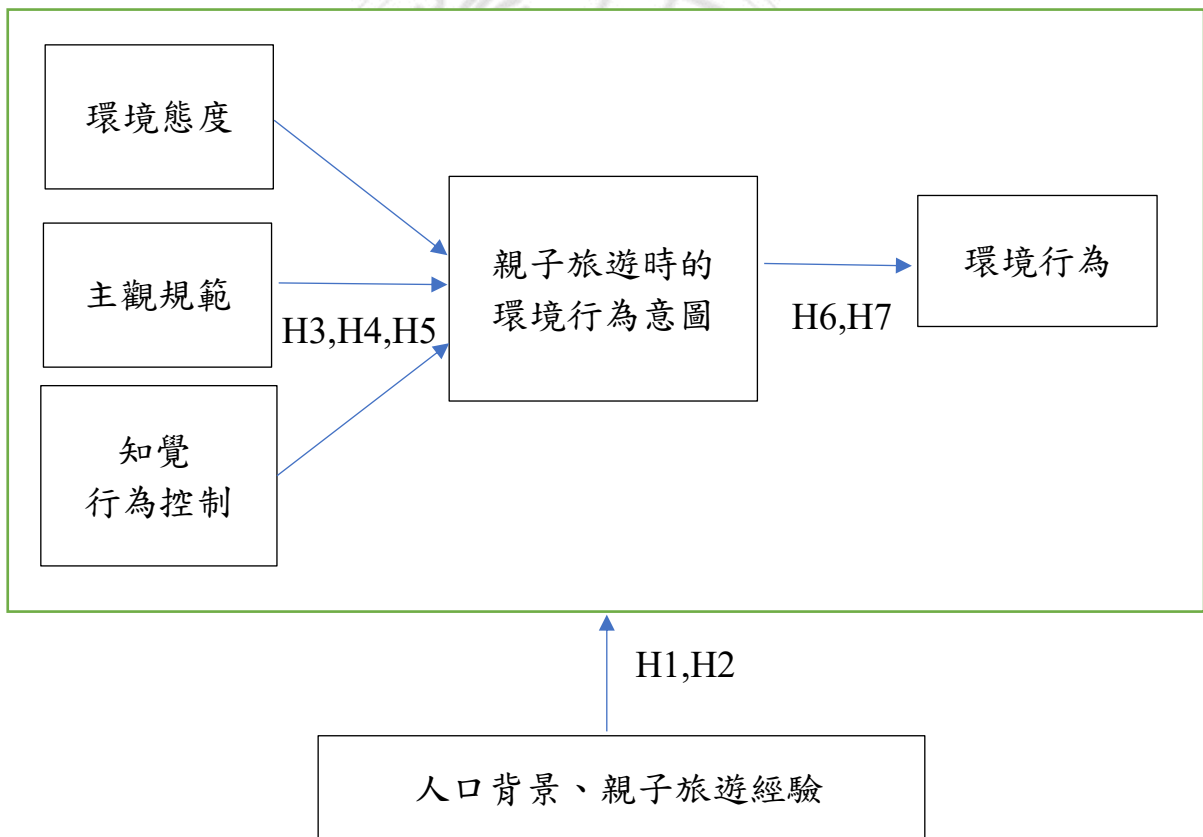 環境態度
主觀規範
知覺
行為控制
H3,H4,H5
親子旅遊時的
環境行為意圖
H6,H7
環境行為
H1,H2
人口背景、親子旅遊經驗